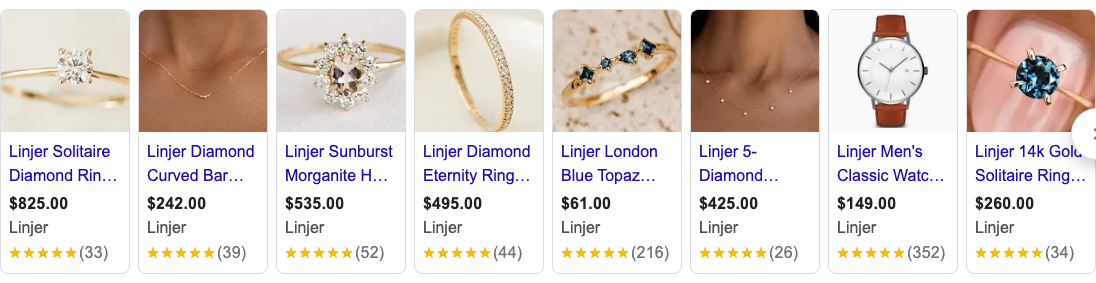 Linjer Solitaire
Diamond Rin...
$825.00
Linjer
(33)
Linjer Diamond
Curved Bar...
$242.00
Linjer
(39)
Linjer Sunburst
Morganite H...
$535.00
Linjer
(52)
Linjer Diamond
Eternity Ring...
$495.00
Linjer
(44)
Linjer London
Blue Topaz...
$61.00
Linjer
(216)
Linjer 5-
Diamond...
$425.00
Linjer
(26)
Linjer Men's
Classic Watc...
$149.00
Linjer
(352)
Linjer 14k Gold
Solitaire Ring...
$260.00
Linjer
(34)